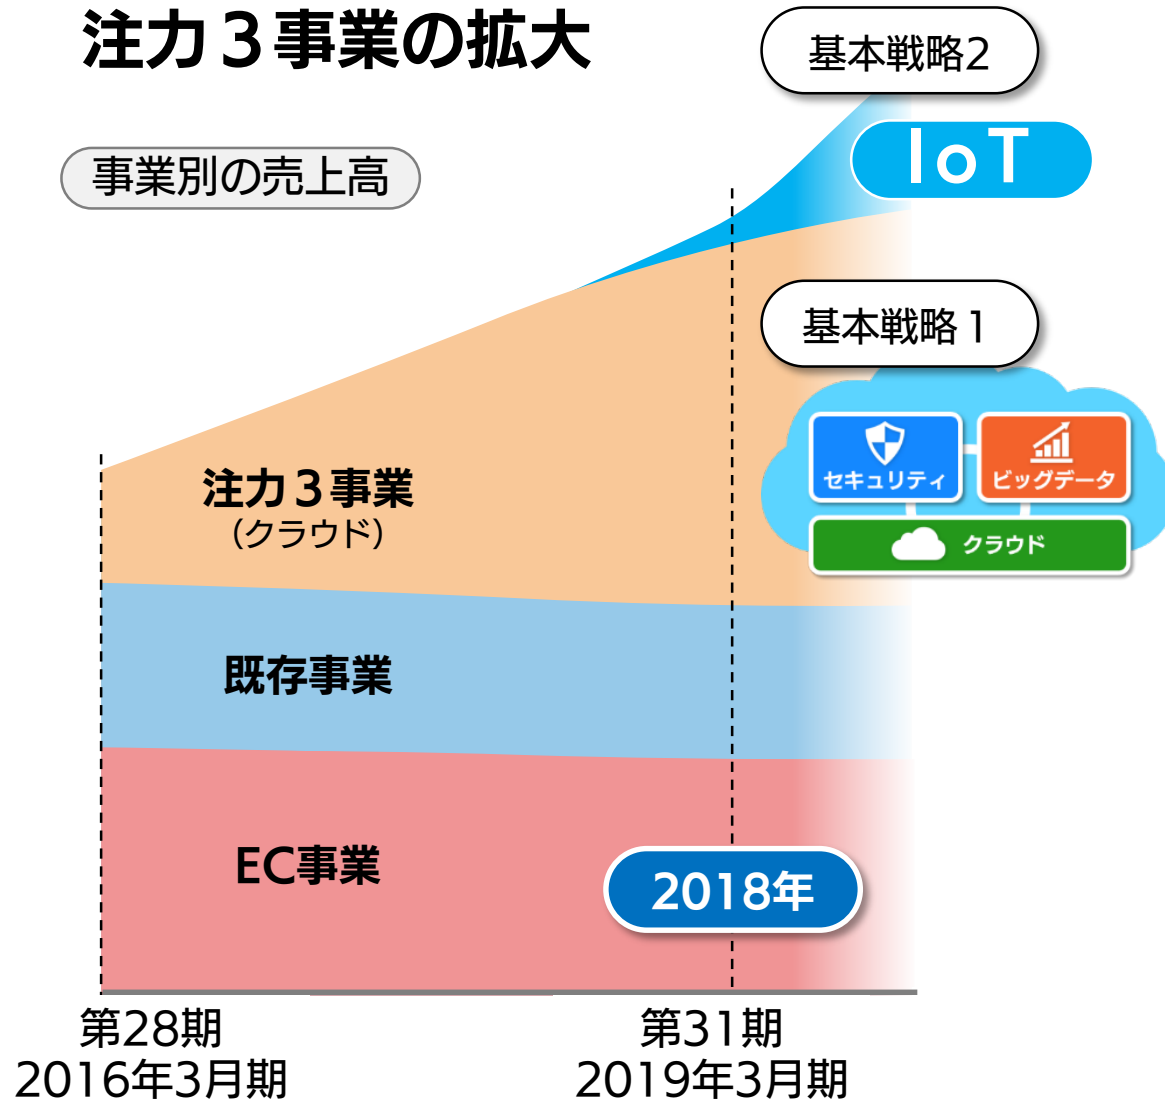 注力３事業の拡大
基本戦略2
IoT
事業別の売上高
基本戦略１
セキュリティ
ビッグデータ
クラウド
注力３事業
（クラウド）
既存事業
EC事業
2018年
第28期
2016年3月期
第31期
2019年3月期